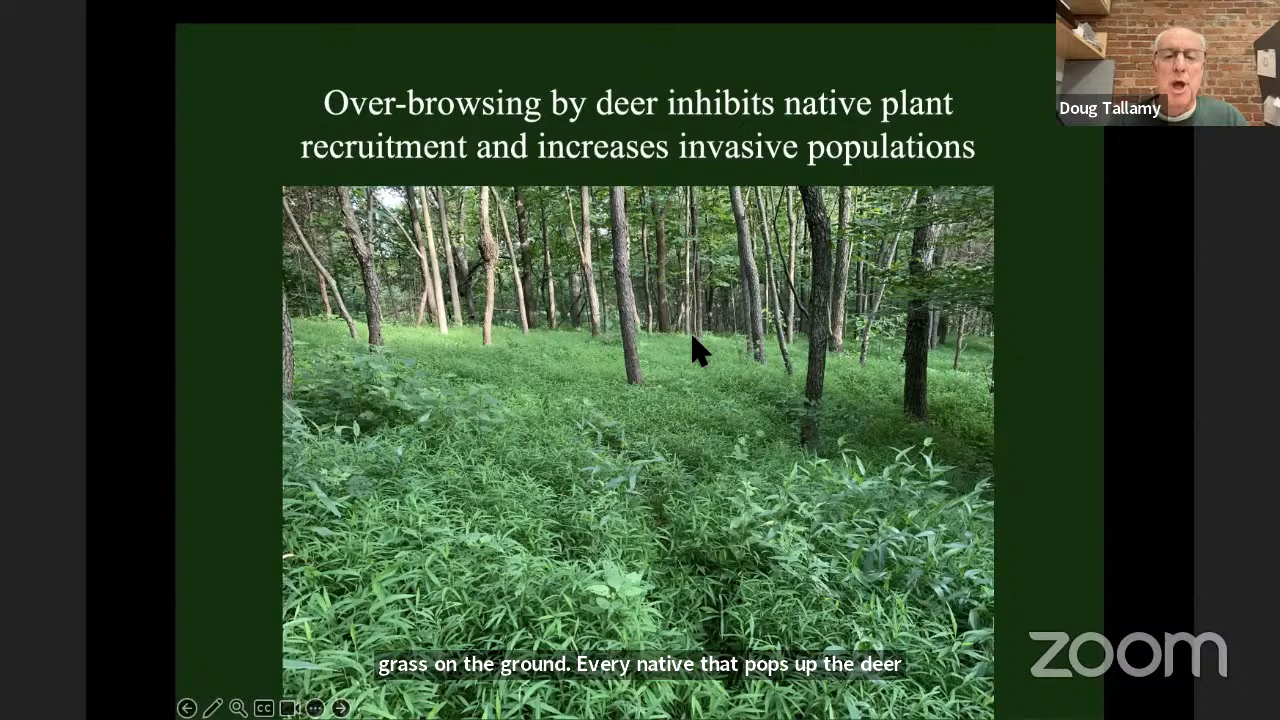 Over-browsing by deer inhibits native plant
recruitment and increases invasive populations
Doug Tallamy
grass on the ground. Every native that pops up the deer
zoom
CC